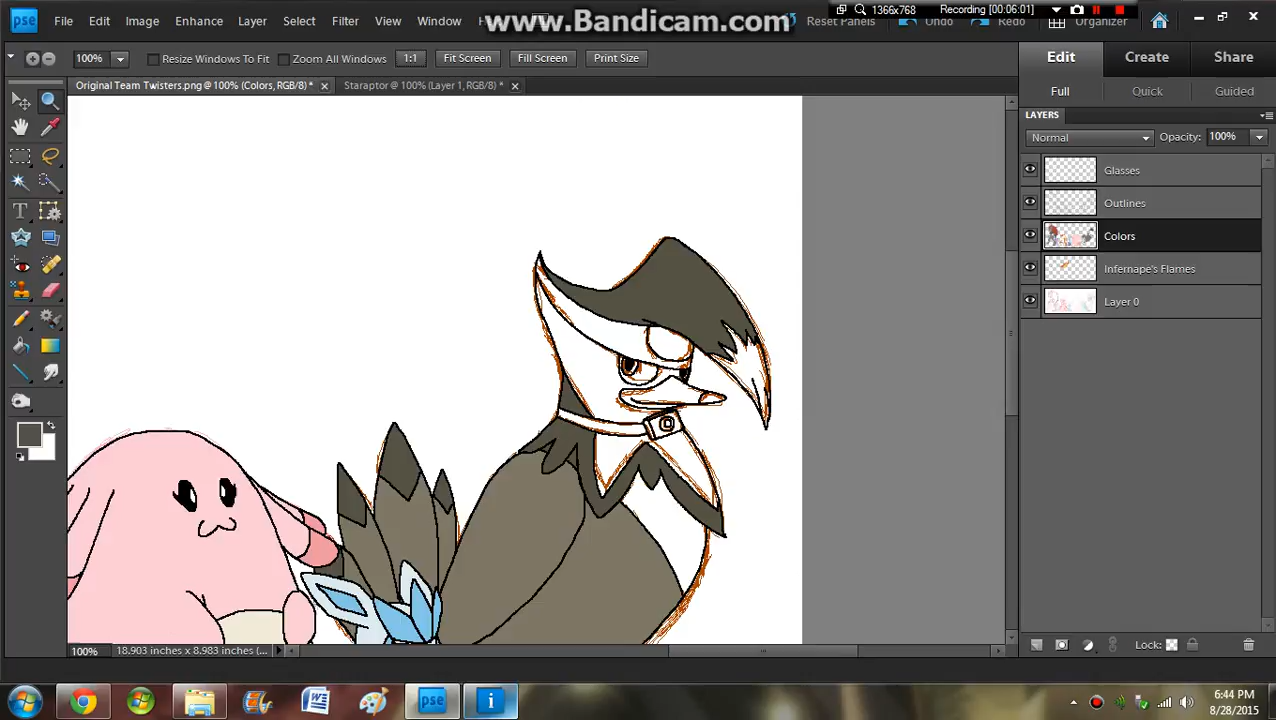 File Edit Image Enhance Layer Select Filter View Window
www.Bandicam.com
1366x768 Recording [00:06:01]
Reset Panels Undo Redo Organizer
100% Resize Windows To Fit Zoom All Windows 1:1 Fit Screen Fill Screen Print Size
Edit Create Share
Full Quick Guided
Original Team Twisters.png @ 100% (Colors, RGB/8) *
Staraptor @ 100% (Layer 1, RGB/8) *
LAYERS
Normal Opacity: 100%
Glasses
Outlines
Colors
Infernape's Flames
Layer 0
Lock:
100% 18.903 inches x 8.983 inches (...
pse
6:44 PM
8/28/2015